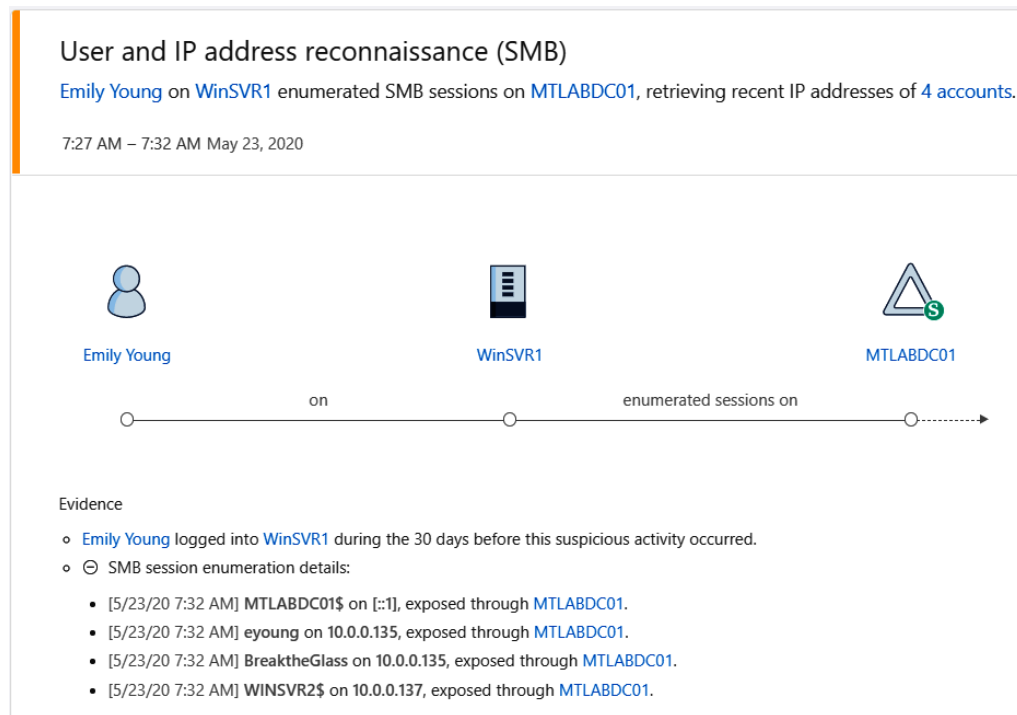 User and IP address reconnaissance (SMB)
Emily Young on WinSVR1 enumerated SMB sessions on MTLABDC01, retrieving recent IP addresses of 4 accounts.
7:27 AM – 7:32 AM May 23, 2020
S
Emily Young WinSVR1 MTLABDC01
on enumerated sessions on
Evidence
Emily Young logged into WinSVR1 during the 30 days before this suspicious activity occurred.
SMB session enumeration details:
[5/23/20 7:32 AM] MTLABDC01$ on [::1], exposed through MTLABDC01.
[5/23/20 7:32 AM] eyoung on 10.0.0.135, exposed through MTLABDC01.
[5/23/20 7:32 AM] BreaktheGlass on 10.0.0.135, exposed through MTLABDC01.
[5/23/20 7:32 AM] WINSVR2$ on 10.0.0.137, exposed through MTLABDC01.